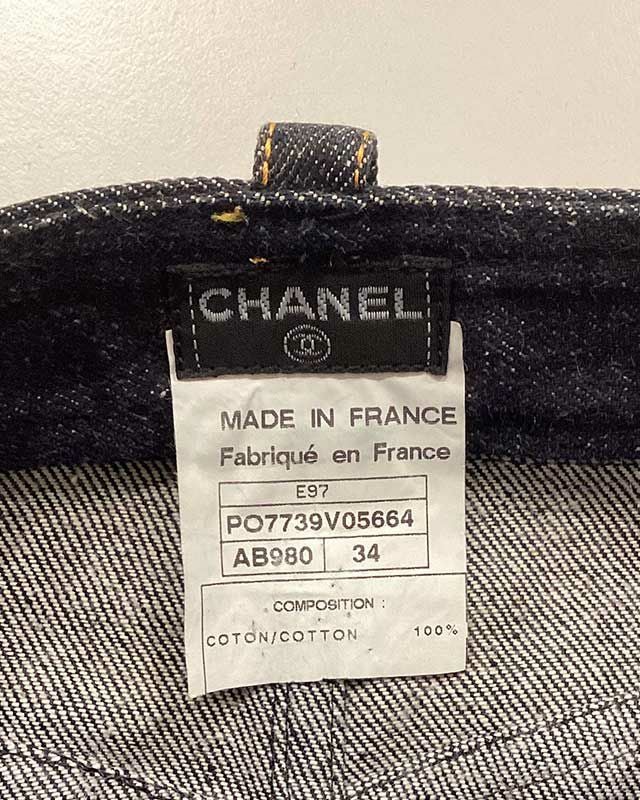 CHANEL
MADE IN FRANCE
Fabriqué en France
E97
PO7739V05664
AB980 34
COMPOSITION :
COTON/COTTON 100%